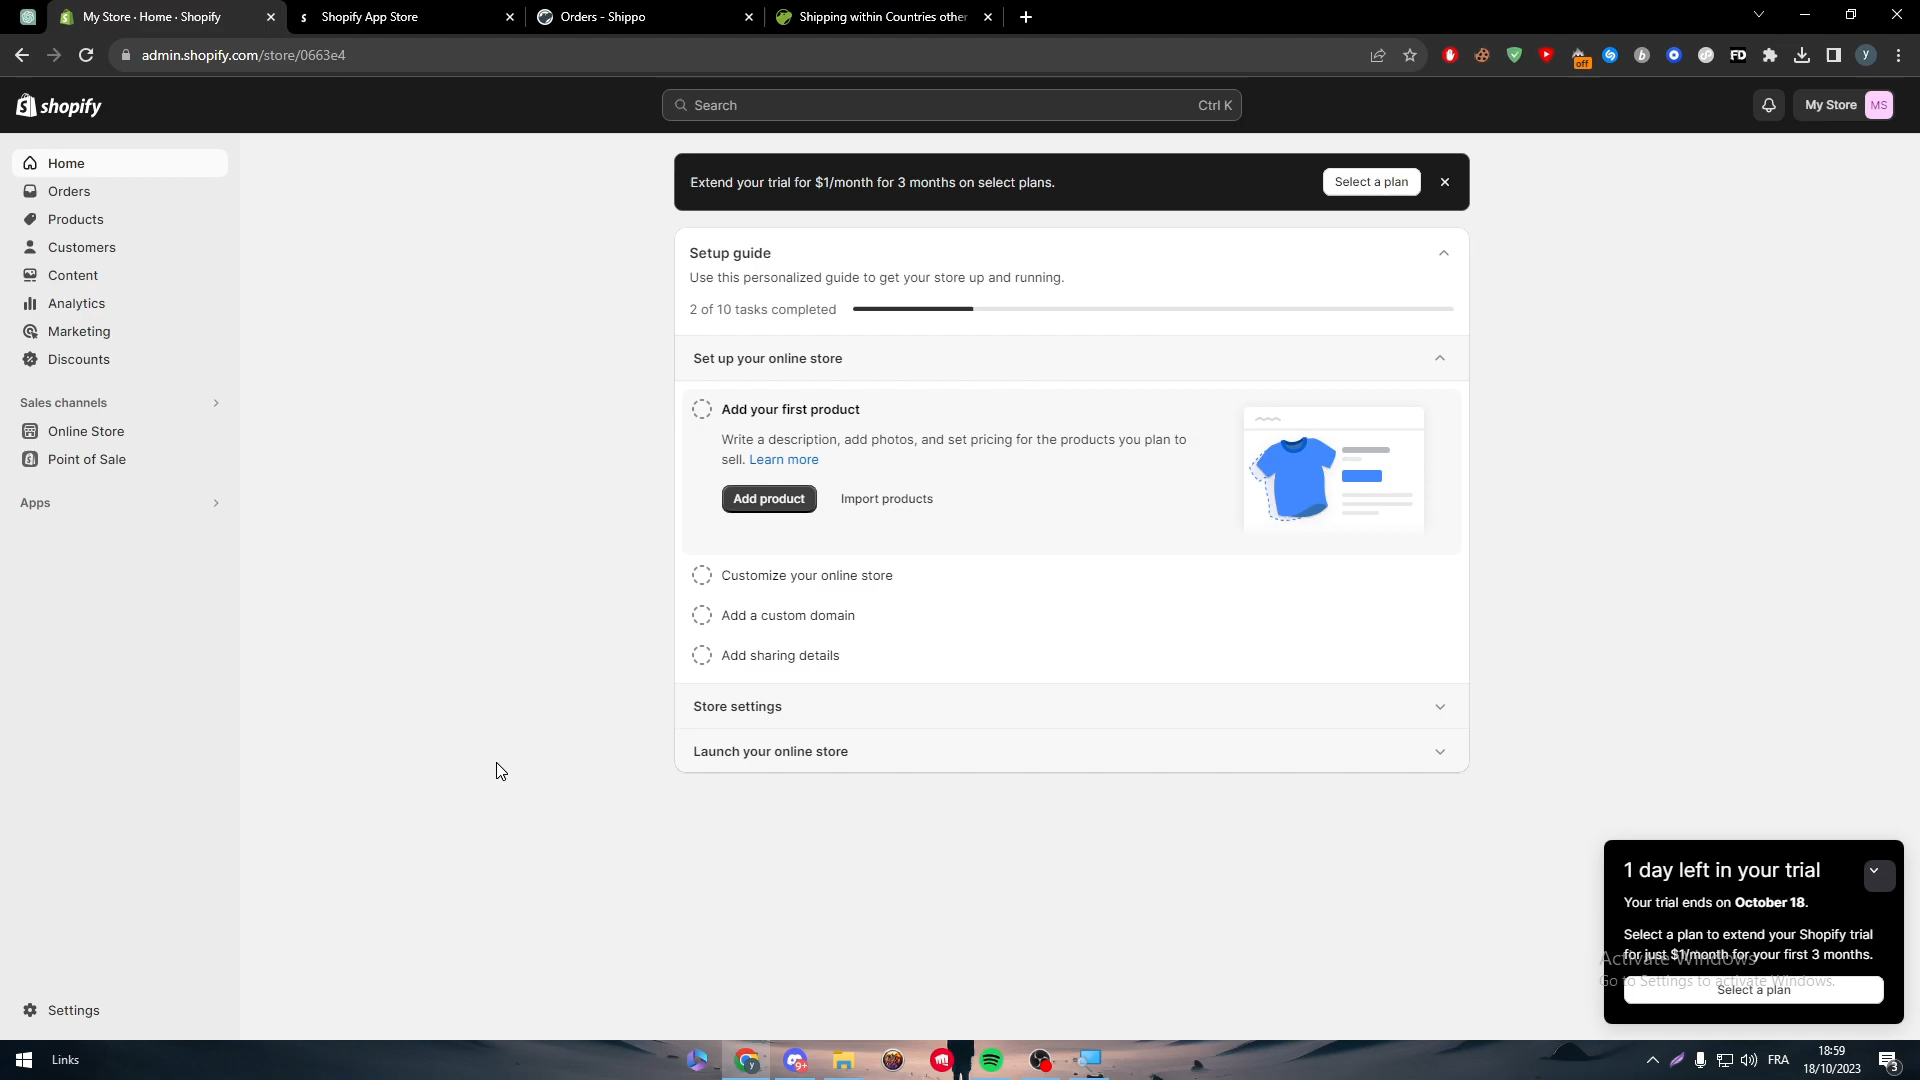 My Store · Home · Shopify
Shopify App Store
Orders - Shippo
Shipping within Countries other
admin.shopify.com/store/0663e4
off
FD
y
shopify
Search
Ctrl K
My Store
MS
Home
Orders
Products
Customers
Content
Analytics
Marketing
Discounts
Sales channels
Online Store
Point of Sale
Apps
Settings
Extend your trial for $1/month for 3 months on select plans.
Select a plan
Setup guide
Use this personalized guide to get your store up and running.
2 of 10 tasks completed
Set up your online store
Add your first product
Write a description, add photos, and set pricing for the products you plan to
sell. Learn more
Add product
Import products
Customize your online store
Add a custom domain
Add sharing details
Store settings
Launch your online store
1 day left in your trial
Your trial ends on October 18.
Select a plan to extend your Shopify trial
for just $1/month for your first 3 months.
Select a plan
Activate Windows
Go to Settings to activate Windows.
Links
9+
FRA
18:59
18/10/2023
3